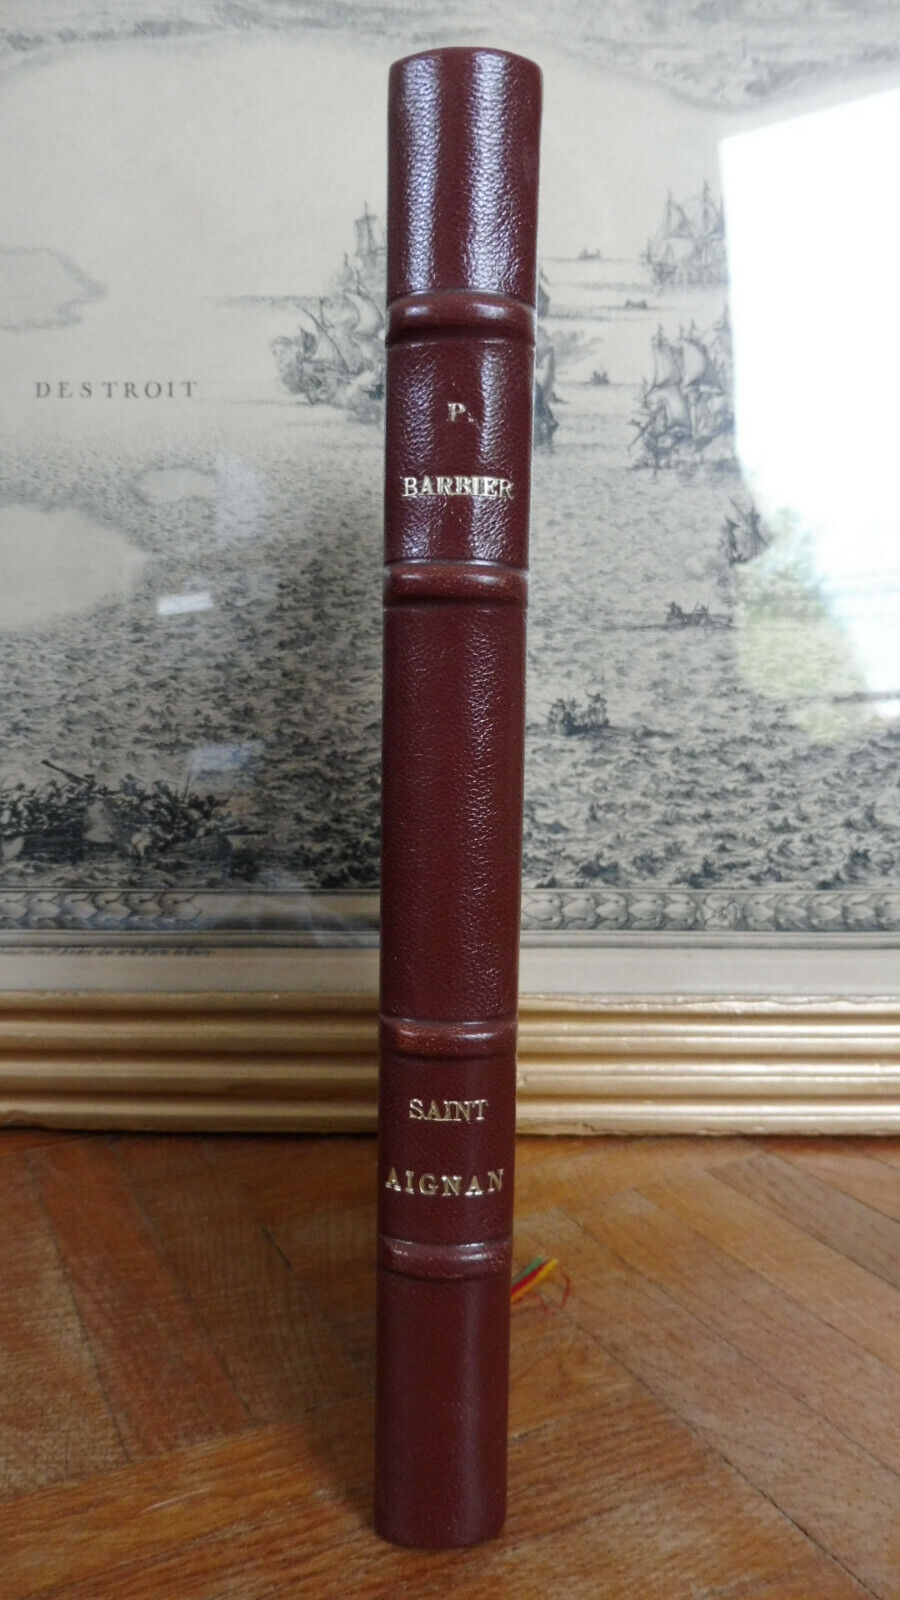 DESTROIT
P.
BARBIER
SAINT
AIGNAN